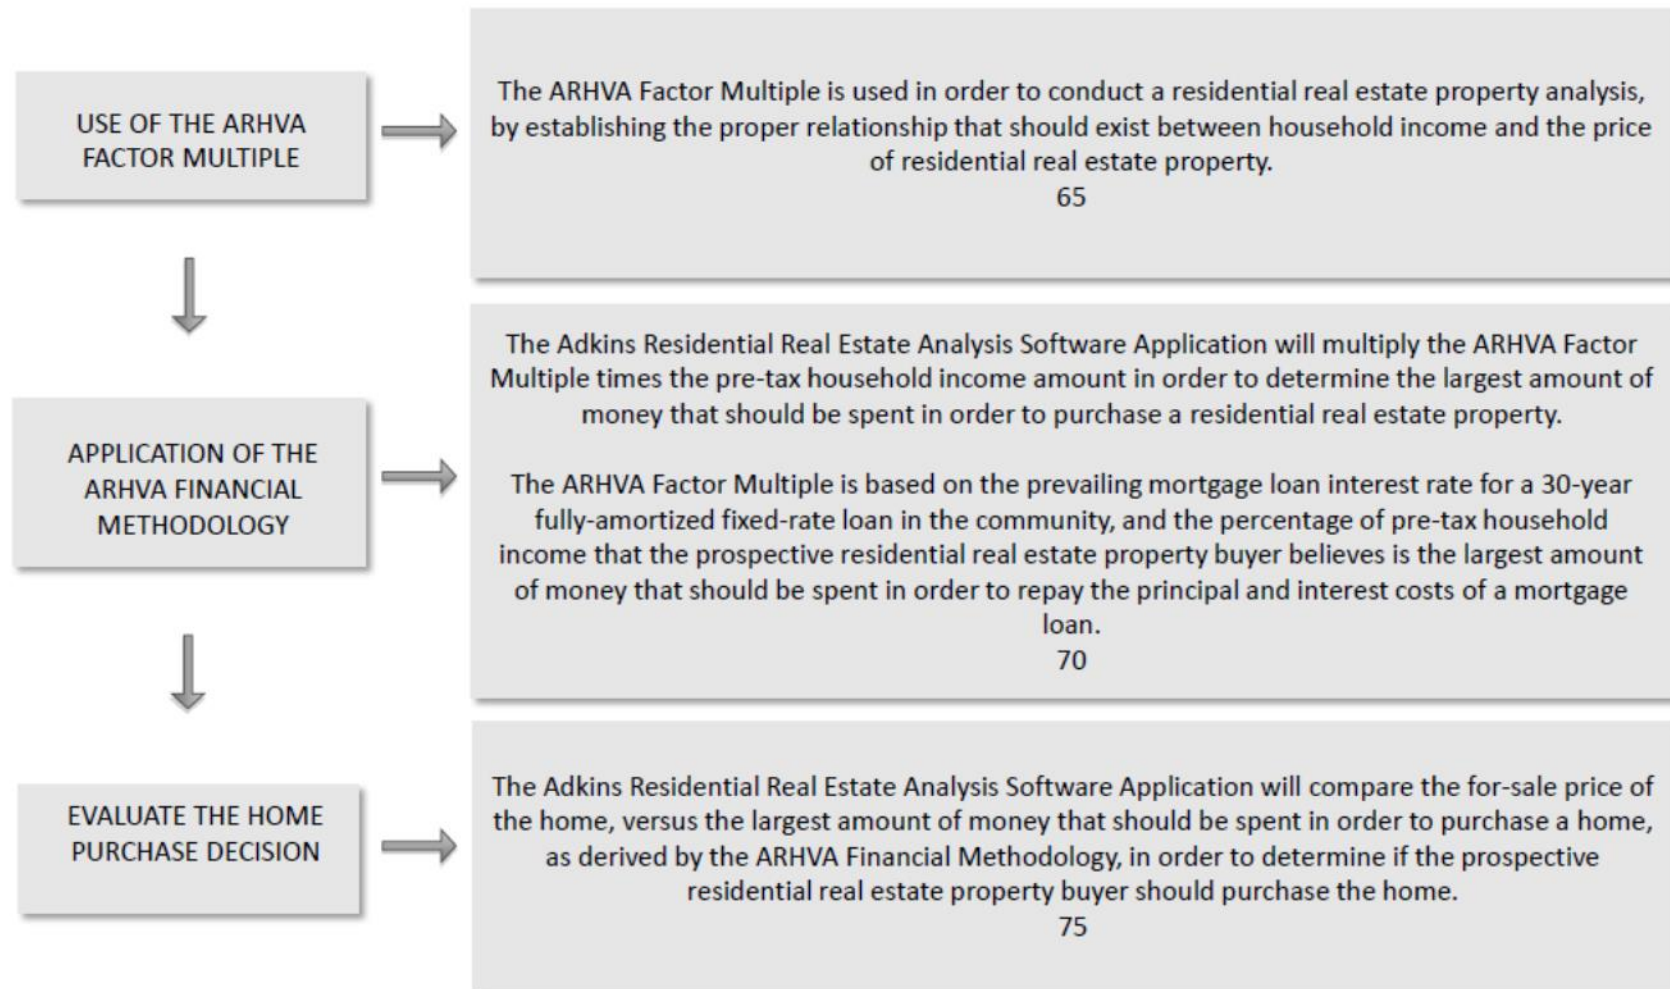 USE OF THE ARHVA
FACTOR MULTIPLE
The ARHVA Factor Multiple is used in order to conduct a residential real estate property analysis,
by establishing the proper relationship that should exist between household income and the price
of residential real estate property.
65
APPLICATION OF THE
ARHVA FINANCIAL
METHODOLOGY
The Adkins Residential Real Estate Analysis Software Application will multiply the ARHVA Factor
Multiple times the pre-tax household income amount in order to determine the largest amount of
money that should be spent in order to purchase a residential real estate property.
The ARHVA Factor Multiple is based on the prevailing mortgage loan interest rate for a 30-year
fully-amortized fixed-rate loan in the community, and the percentage of pre-tax household
income that the prospective residential real estate property buyer believes is the largest amount
of money that should be spent in order to repay the principal and interest costs of a mortgage
loan.
70
EVALUATE THE HOME
PURCHASE DECISION
The Adkins Residential Real Estate Analysis Software Application will compare the for-sale price of
the home, versus the largest amount of money that should be spent in order to purchase a home,
as derived by the ARHVA Financial Methodology, in order to determine if the prospective
residential real estate property buyer should purchase the home.
75